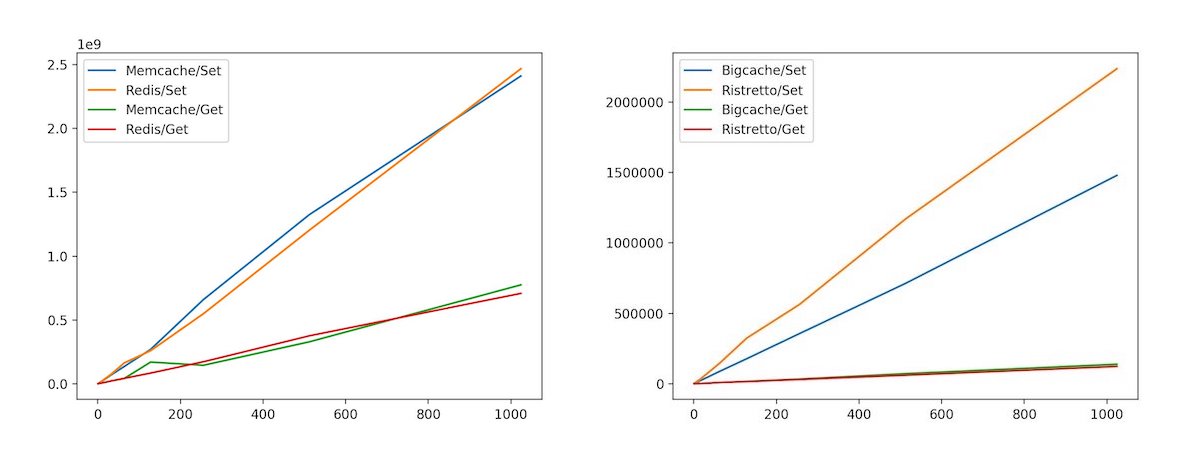 1e9
2.5
2.0
1.5
1.0
0.5
0.0
0 200 400 600 800 1000
Memcache/Set
Redis/Set
Memcache/Get
Redis/Get
2000000
1500000
1000000
500000
0
0 200 400 600 800 1000
Bigcache/Set
Ristretto/Set
Bigcache/Get
Ristretto/Get